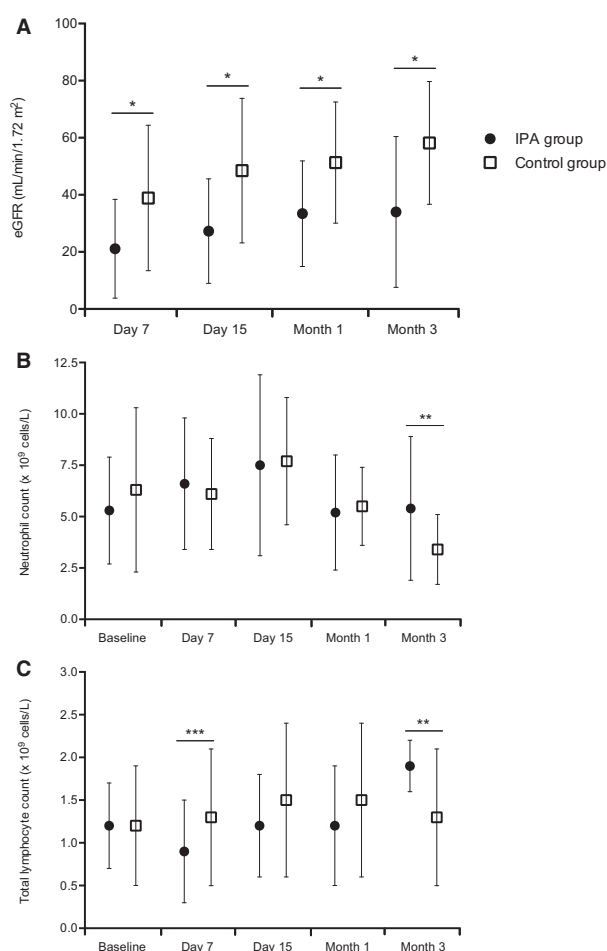 A
100
80
60
40
20
0
eGFR (mL/min/1.72 m²)
*
*
*
*
Day 7 Day 15 Month 1 Month 3
IPA group
Control group
B
12.5
10.0
7.5
5.0
2.5
0.0
Neutrophil count (x 10⁹ cells/L)
**
Baseline Day 7 Day 15 Month 1 Month 3
C
3.0
2.5
2.0
1.5
1.0
0.5
0.0
Total lymphocyte count (x 10⁹ cells/L)
***
**
Baseline Day 7 Day 15 Month 1 Month 3